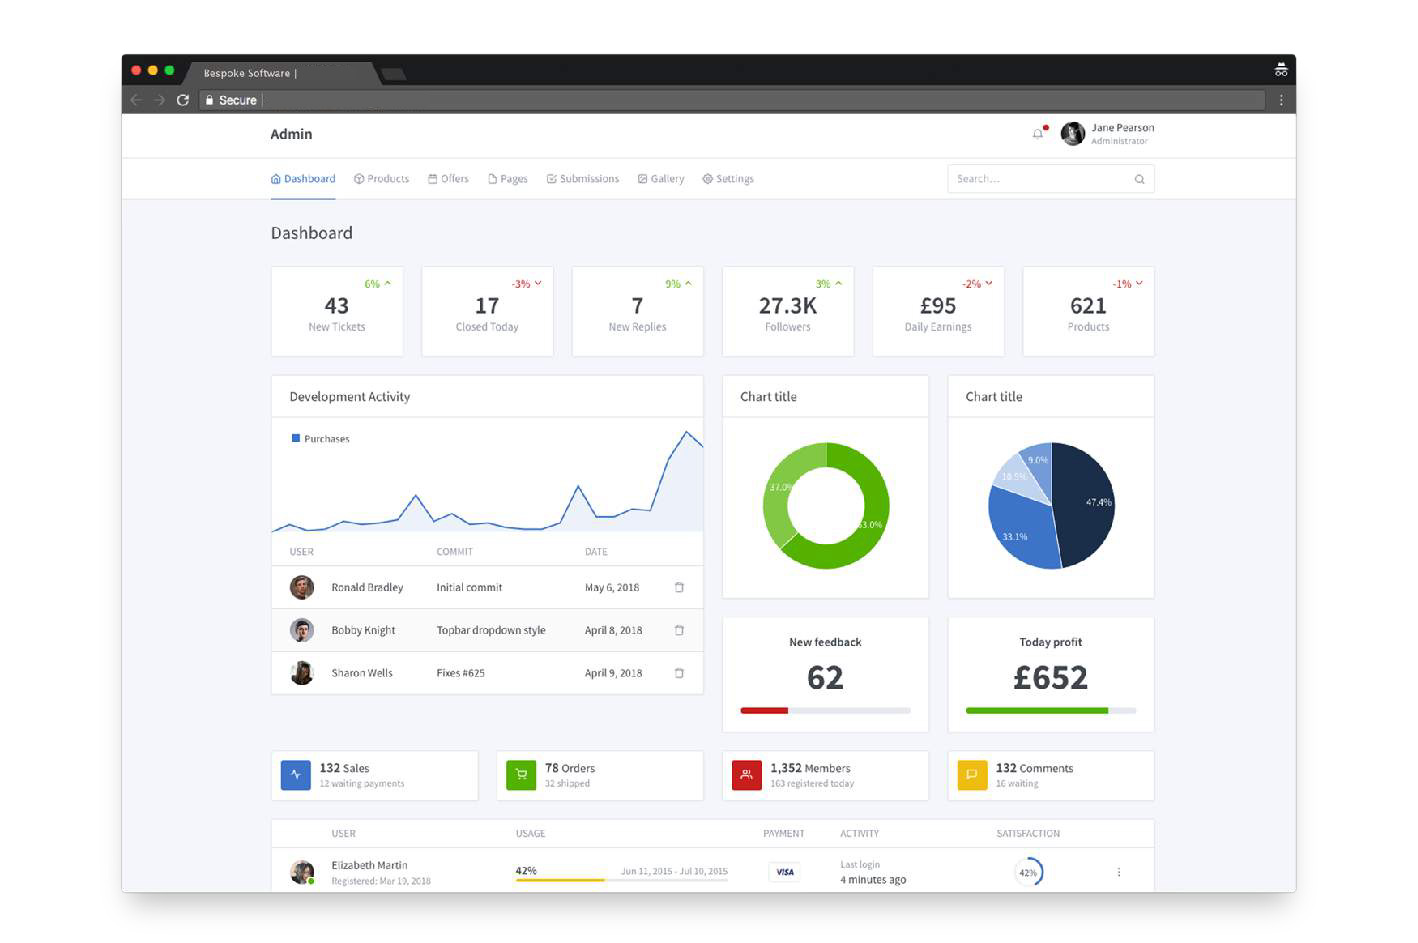 Bespoke Software |
Secure
Admin
Jane Pearson
Administrator
Dashboard Products Offers Pages Submissions Gallery Settings
Search...
Dashboard
6% -3% 9% 3% -2% -1%
43 17 7 27.3K £95 621
New Tickets Closed Today New Replies Followers Daily Earnings Products
Development Activity
Purchases
USER COMMIT DATE
Ronald Bradley Initial commit May 6, 2018
Bobby Knight Topbar dropdown style April 8, 2018
Sharon Wells Fixes #625 April 9, 2018
Chart title
37.0%
63.0%
Chart title
9.0%
18.5%
47.4%
33.1%
New feedback
62
Today profit
£652
132 Sales
12 waiting payments
78 Orders
32 shipped
1,352 Members
163 registered today
132 Comments
16 waiting
USER USAGE PAYMENT ACTIVITY SATISFACTION
Elizabeth Martin
Registered: Mar 19, 2018
42% Jun 11, 2015 - Jul 10, 2015
VISA
Last login
4 minutes ago
42%